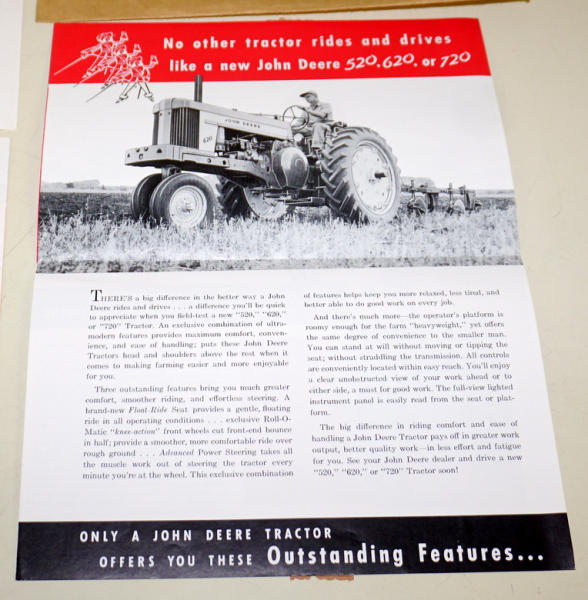 No other tractor rides and drives
like a new John Deere 520, 620, or 720
JOHN DEERE
620
THERE'S a big difference in the better way a John
Deere rides and drives . . . a difference you'll be quick
to appreciate when you field-test a new "520," "620,"
or "720" Tractor. An exclusive combination of ultra-
modern features provides maximum comfort, conven-
ience, and ease of handling; puts these John Deere
Tractors head and shoulders above the rest when it
comes to making farming easier and more enjoyable
for you.
Three outstanding features bring you much greater
comfort, smoother riding, and effortless steering. A
brand-new Float-Ride Seat provides a gentle, floating
ride in all operating conditions . . . exclusive Roll-O-
Matic "knee-action" front wheels cut front-end bounce
in half; provide a smoother, more comfortable ride over
rough ground . . . Advanced Power Steering takes all
the muscle work out of steering the tractor every
minute you're at the wheel. This exclusive combination
of features helps keep you more relaxed, less tired, and
better able to do good work on every job.
And there's much more—the operator's platform is
roomy enough for the farm "heavyweight," yet offers
the same degree of convenience to the smaller man.
You can stand at will without moving or tipping the
seat; without straddling the transmission. All controls
are conveniently located within easy reach. You'll enjoy
a clear unobstructed view of your work ahead or to
either side, a must for good work. The full-view lighted
instrument panel is easily read from the seat or plat-
form.
The big difference in riding comfort and ease of
handling a John Deere Tractor pays off in greater work
output, better quality work—in less effort and fatigue
for you. See your John Deere dealer and drive a new
"520," "620," or "720" Tractor soon!
ONLY A JOHN DEERE TRACTOR
OFFERS YOU THESE Outstanding Features...